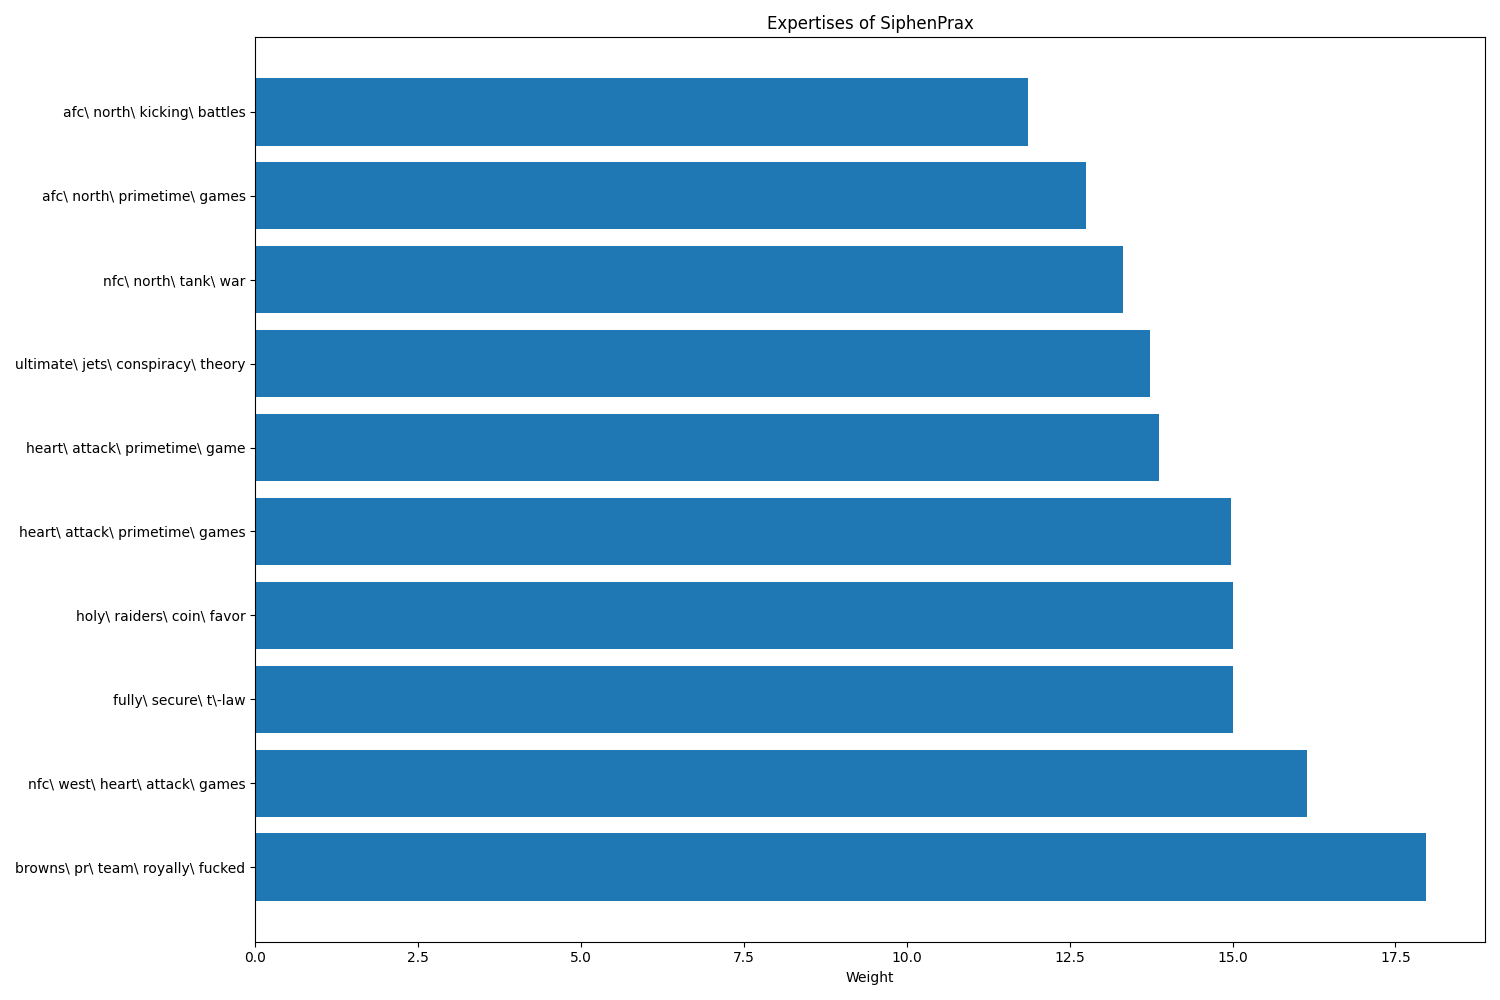 Expertises of SiphenPrax
afc\ north\ kicking\ battles
afc\ north\ primetime\ games
nfc\ north\ tank\ war
ultimate\ jets\ conspiracy\ theory
heart\ attack\ primetime\ game
heart\ attack\ primetime\ games
holy\ raiders\ coin\ favor
fully\ secure\ t\-law
nfc\ west\ heart\ attack\ games
browns\ pr\ team\ royally\ fucked
0.0 2.5 5.0 7.5 10.0 12.5 15.0 17.5
Weight